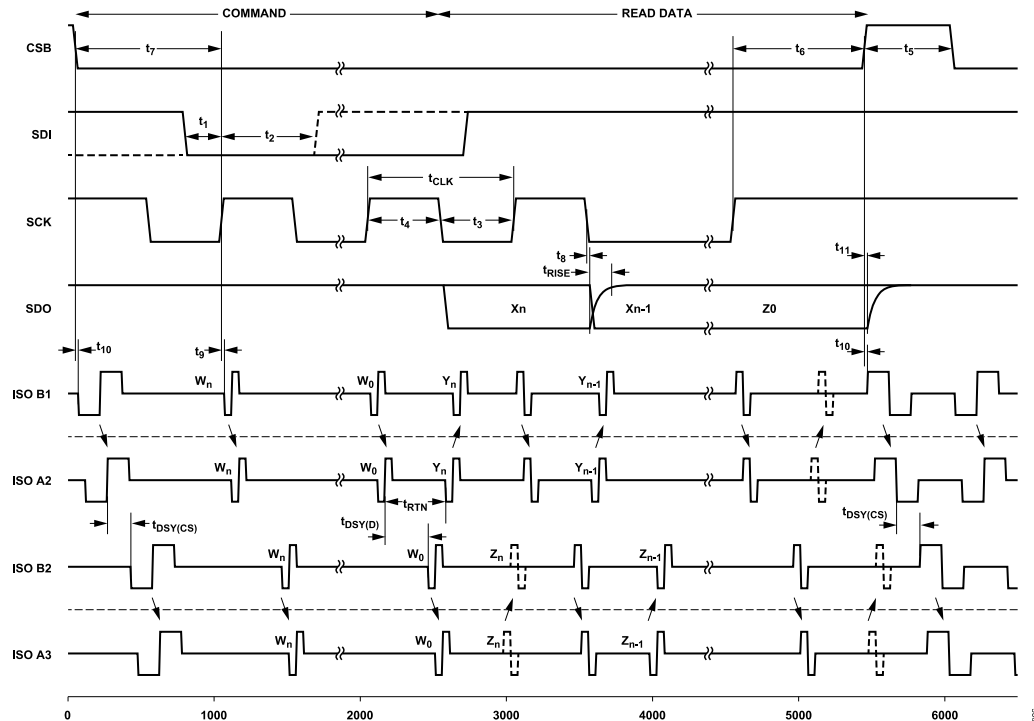 COMMAND READ DATA
CSB t7 t6 t5
SDI t1 t2
tCLK
SCK t4 t3
t8 t11
tRISE
SDO Xn Xn-1 Z0
t10 t9 t10
Wn W0 Yn Yn-1
ISO B1
Wn W0 Yn Yn-1
ISO A2
tRTN
tDSY(CS) tDSY(D) tDSY(CS)
Wn W0 Zn Zn-1
ISO B2
Wn W0 Zn Zn-1
ISO A3
0 1000 2000 3000 4000 5000 6000